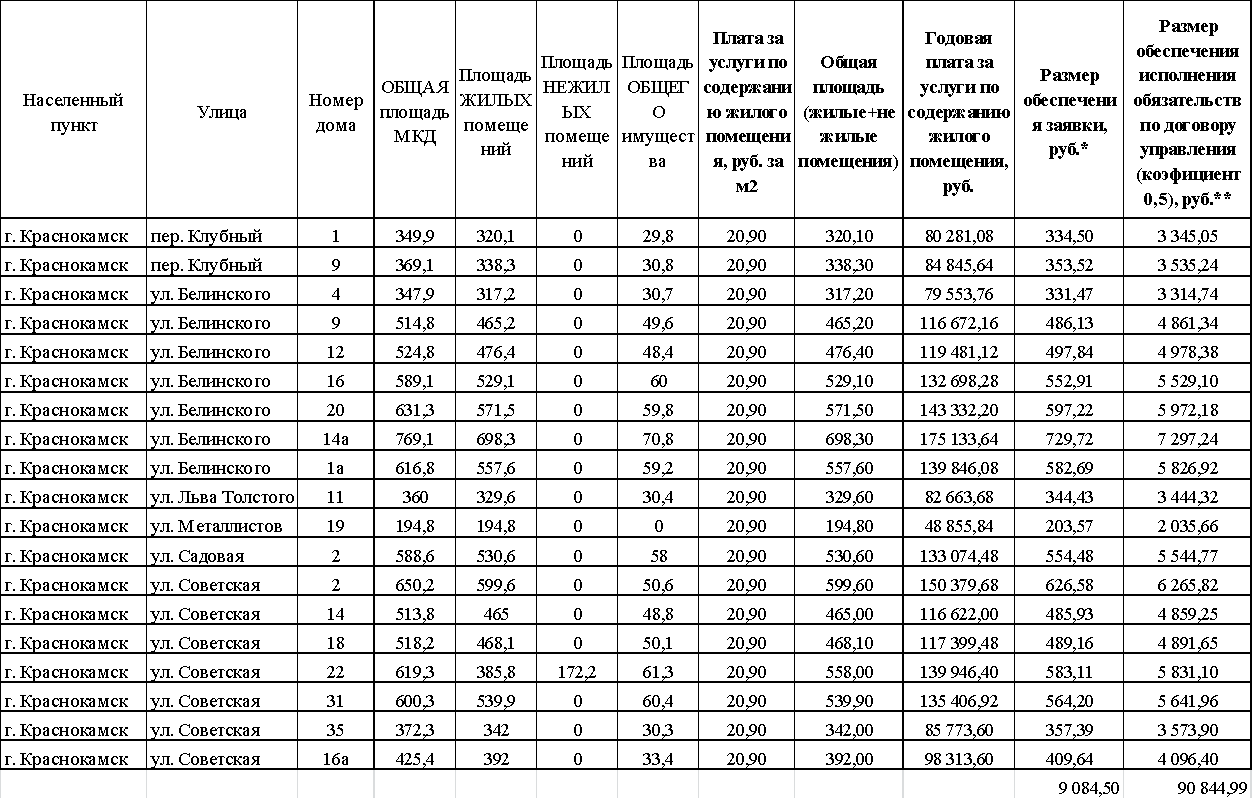 Населенный пункт | Улица | Номер дома | ОБЩАЯ площадь МКД | Площадь ЖИЛЫХ помеще ний | Площадь НЕЖИЛ ЫХ помеще ний | Площадь ОБЩЕГ О имущест ва | Плата за услуги по содержани ю жилого помещени я, руб. за м2 | Общая площадь (жилые+не жилые помещения) | Годовая плата за услуги по содержанию жилого помещения, руб. | Размер обеспечени я заявки, руб.* | Размер обеспечения исполнения обязательств по договору управления (коэфициент 0,5), руб.**
г. Краснокамск | пер. Клубный | 1 | 349,9 | 320,1 | 0 | 29,8 | 20,90 | 320,10 | 80 281,08 | 334,50 | 3 345,05
г. Краснокамск | пер. Клубный | 9 | 369,1 | 338,3 | 0 | 30,8 | 20,90 | 338,30 | 84 845,64 | 353,52 | 3 535,24
г. Краснокамск | ул. Белинского | 4 | 347,9 | 317,2 | 0 | 30,7 | 20,90 | 317,20 | 79 553,76 | 331,47 | 3 314,74
г. Краснокамск | ул. Белинского | 9 | 514,8 | 465,2 | 0 | 49,6 | 20,90 | 465,20 | 116 672,16 | 486,13 | 4 861,34
г. Краснокамск | ул. Белинского | 12 | 524,8 | 476,4 | 0 | 48,4 | 20,90 | 476,40 | 119 481,12 | 497,84 | 4 978,38
г. Краснокамск | ул. Белинского | 16 | 589,1 | 529,1 | 0 | 60 | 20,90 | 529,10 | 132 698,28 | 552,91 | 5 529,10
г. Краснокамск | ул. Белинского | 20 | 631,3 | 571,5 | 0 | 59,8 | 20,90 | 571,50 | 143 332,20 | 597,22 | 5 972,18
г. Краснокамск | ул. Белинского | 14а | 769,1 | 698,3 | 0 | 70,8 | 20,90 | 698,30 | 175 133,64 | 729,72 | 7 297,24
г. Краснокамск | ул. Белинского | 1а | 616,8 | 557,6 | 0 | 59,2 | 20,90 | 557,60 | 139 846,08 | 582,69 | 5 826,92
г. Краснокамск | ул. Льва Толстого | 11 | 360 | 329,6 | 0 | 30,4 | 20,90 | 329,60 | 82 663,68 | 344,43 | 3 444,32
г. Краснокамск | ул. Металлистов | 19 | 194,8 | 194,8 | 0 | 0 | 20,90 | 194,80 | 48 855,84 | 203,57 | 2 035,66
г. Краснокамск | ул. Садовая | 2 | 588,6 | 530,6 | 0 | 58 | 20,90 | 530,60 | 133 074,48 | 554,48 | 5 544,77
г. Краснокамск | ул. Советская | 2 | 650,2 | 599,6 | 0 | 50,6 | 20,90 | 599,60 | 150 379,68 | 626,58 | 6 265,82
г. Краснокамск | ул. Советская | 14 | 513,8 | 465 | 0 | 48,8 | 20,90 | 465,00 | 116 622,00 | 485,93 | 4 859,25
г. Краснокамск | ул. Советская | 18 | 518,2 | 468,1 | 0 | 50,1 | 20,90 | 468,10 | 117 399,48 | 489,16 | 4 891,65
г. Краснокамск | ул. Советская | 22 | 619,3 | 385,8 | 172,2 | 61,3 | 20,90 | 558,00 | 139 946,40 | 583,11 | 5 831,10
г. Краснокамск | ул. Советская | 31 | 600,3 | 539,9 | 0 | 60,4 | 20,90 | 539,90 | 135 406,92 | 564,20 | 5 641,96
г. Краснокамск | ул. Советская | 35 | 372,3 | 342 | 0 | 30,3 | 20,90 | 342,00 | 85 773,60 | 357,39 | 3 573,90
г. Краснокамск | ул. Советская | 16а | 425,4 | 392 | 0 | 33,4 | 20,90 | 392,00 | 98 313,60 | 409,64 | 4 096,40
9 084,50 | 90 844,99